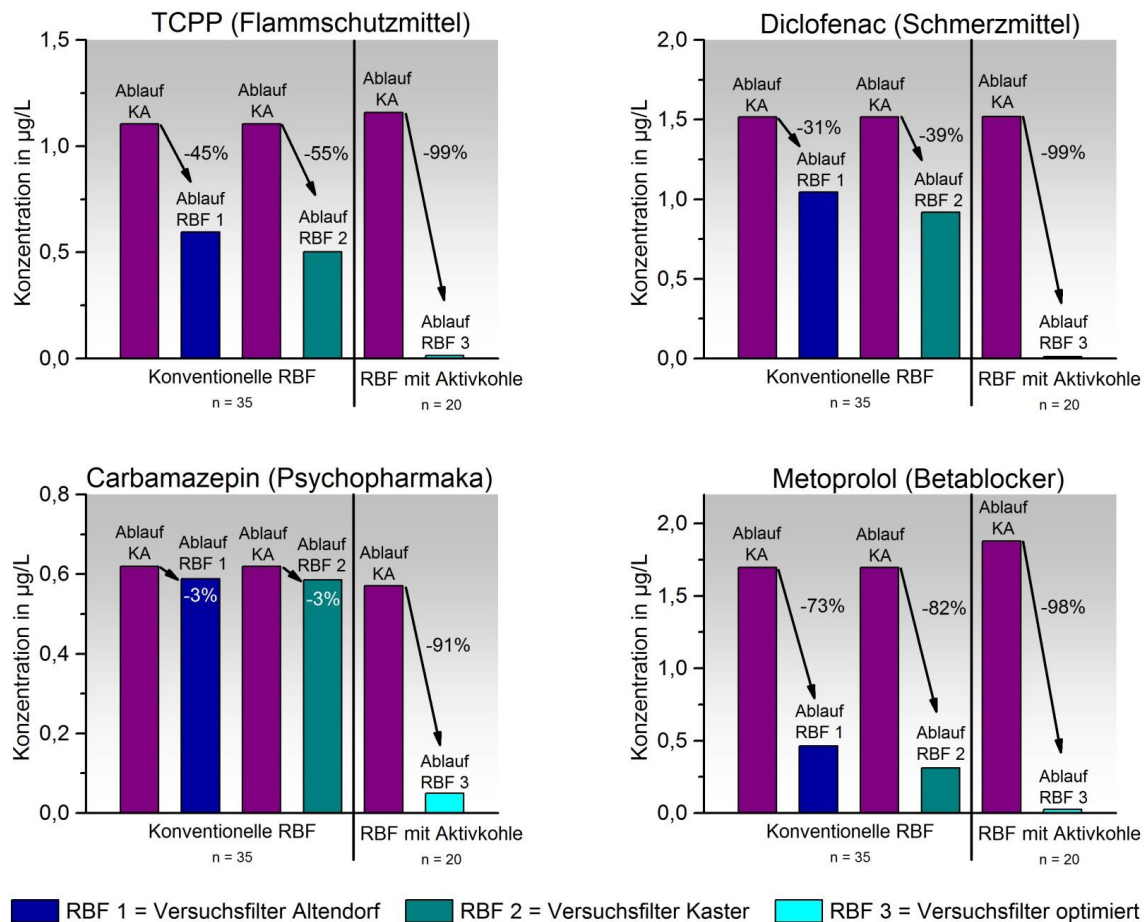 TCPP (Flammschutzmittel)
Konzentration in µg/L
1,5
1,0
0,5
0,0
Ablauf
KA
-45%
Ablauf
RBF 1
Ablauf
KA
-55%
Ablauf
RBF 2
Ablauf
KA
-99%
Ablauf
RBF 3
Konventionelle RBF
n = 35
RBF mit Aktivkohle
n = 20
Diclofenac (Schmerzmittel)
Konzentration in µg/L
2,0
1,5
1,0
0,5
0,0
Ablauf
KA
-31%
Ablauf
RBF 1
Ablauf
KA
-39%
Ablauf
RBF 2
Ablauf
KA
-99%
Ablauf
RBF 3
Konventionelle RBF
n = 35
RBF mit Aktivkohle
n = 20
Carbamazepin (Psychopharmaka)
Konzentration in µg/L
0,8
0,6
0,4
0,2
0,0
Ablauf
KA
Ablauf
RBF 1
-3%
Ablauf
KA
Ablauf
RBF 2
-3%
Ablauf
KA
-91%
Ablauf
RBF 3
Konventionelle RBF
n = 35
RBF mit Aktivkohle
n = 20
Metoprolol (Betablocker)
Konzentration in µg/L
2,0
1,5
1,0
0,5
0,0
Ablauf
KA
-73%
Ablauf
RBF 1
Ablauf
KA
-82%
Ablauf
RBF 2
Ablauf
KA
-98%
Ablauf
RBF 3
Konventionelle RBF
n = 35
RBF mit Aktivkohle
n = 20
RBF 1 = Versuchsfilter Altendorf
RBF 2 = Versuchsfilter Kaster
RBF 3 = Versuchsfilter optimiert